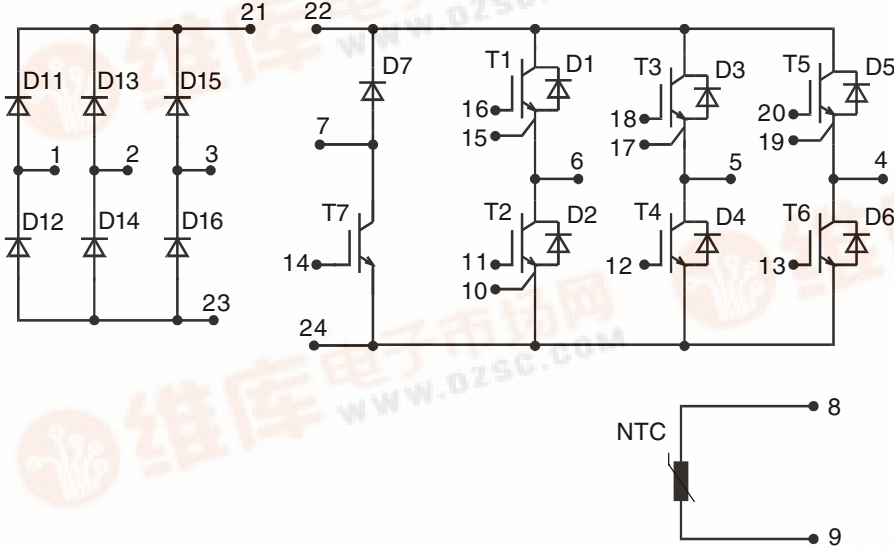 21
22
D11
D13
D15
D7
T1
D1
T3
D3
T5
D5
16
15
18
17
20
19
7
1
2
3
6
5
4
D12
D14
D16
T7
T2
D2
T4
D4
T6
D6
14
11
10
12
13
23
24
NTC
8
9
维库电子市场网
WWW.DZSC.COM